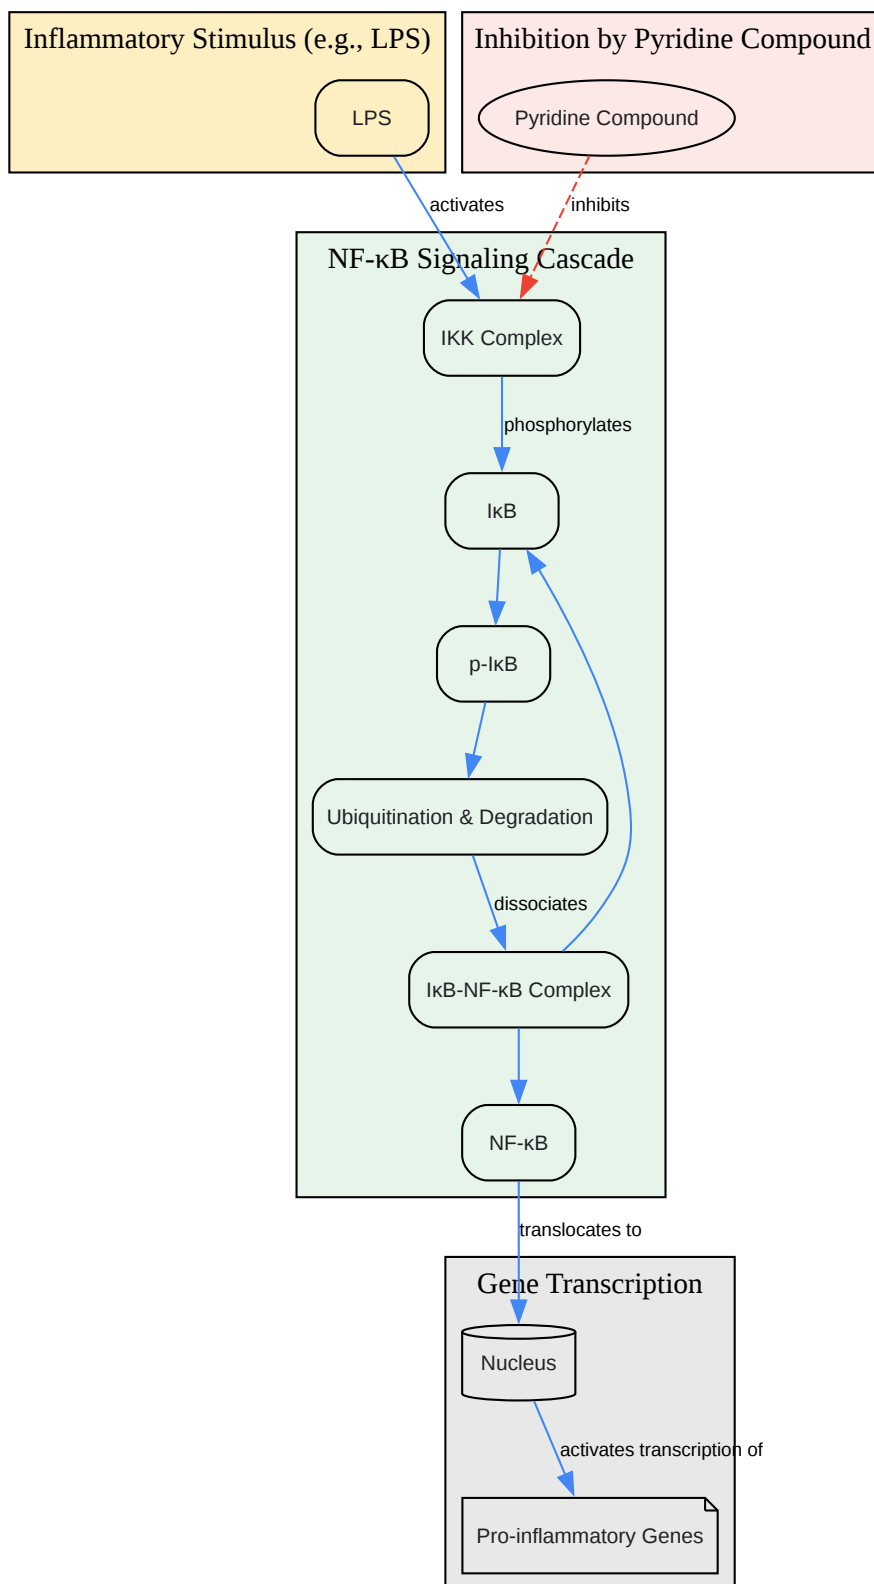 Inflammatory Stimulus (e.g., LPS)
Inhibition by Pyridine Compound
LPS
Pyridine Compound
activates
inhibits
NF-κB Signaling Cascade
IKK Complex
phosphorylates
IκB
p-IκB
Ubiquitination & Degradation
dissociates
IκB-NF-κB Complex
NF-κB
translocates to
Gene Transcription
Nucleus
activates transcription of
Pro-inflammatory Genes